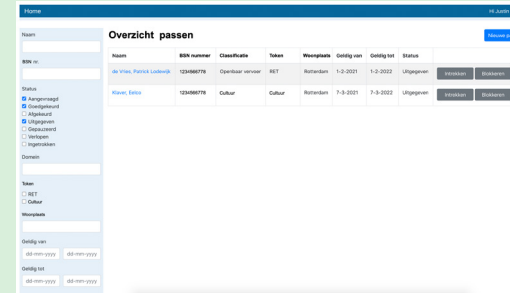 Home
Hi Justin
Naam
BSN nr.
Status
Aangevraagd
Goedgekeurd
Afgekeurd
Uitgegeven
Gepauzeerd
Verlopen
Ingetrokken
Domein
Token
RET
Cultuur
Woonplaats
Geldig van
dd-mm-yyyy dd-mm-yyyy
Geldig tot
dd-mm-yyyy dd-mm-yyyy
Overzicht passen
Nieuwe
Naam BSN nummer Classificatie Token Woonplaats Geldig van Geldig tot Status
de Vries, Patrick Lodewijk 1234566778 Openbaar vervoer RET Rotterdam 1-2-2021 1-2-2022 Uitgegeven Intrekken Blokkeren
Klaver, Eelco 1234566778 Cultuur Cultuur Rotterdam 7-3-2021 7-3-2022 Uitgegeven Intrekken Blokkeren